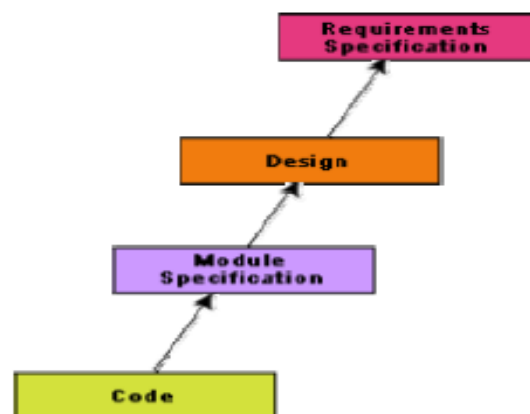 Requirements
Specification
Design
Module
Specification
Code